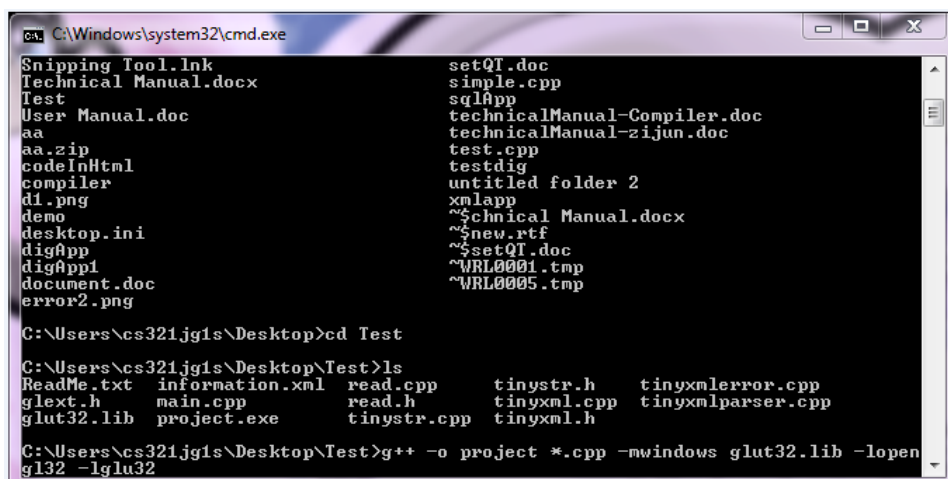 C:\Windows\system32\cmd.exe
Snipping Tool.lnk setQT.doc
Technical Manual.docx simple.cpp
Test sqlApp
User Manual.doc technicalManual-Compiler.doc
aa technicalManual-zijun.doc
aa.zip test.cpp
codeInHtml testdig
compiler untitled folder 2
d1.png xmlapp
demo ~$chnical Manual.docx
desktop.ini ~$new.rtf
digApp ~$setQT.doc
digApp1 ~WRL0001.tmp
document.doc ~WRL0005.tmp
error2.png
C:\Users\cs321jg1s\Desktop>cd Test
C:\Users\cs321jg1s\Desktop\Test>ls
ReadMe.txt information.xml read.cpp tinystr.h tinyxmlerror.cpp
glext.h main.cpp read.h tinyxml.cpp tinyxmlparser.cpp
glut32.lib project.exe tinystr.cpp tinyxml.h
C:\Users\cs321jg1s\Desktop\Test>g++ -o project *.cpp -mwindows glut32.lib -lopen
gl32 -lglu32